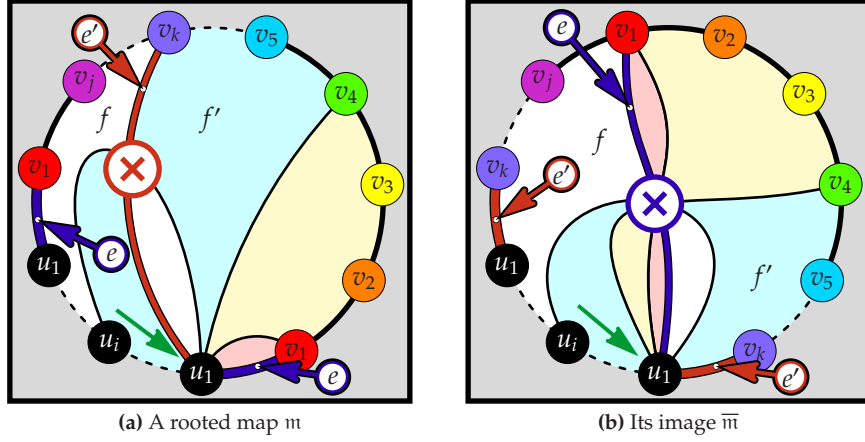 e′
v_k
v_5
v_j
f
f′
v_4
v_1
v_3
e
u_1
v_2
u_i
u_1
v_1
e
(a) A rooted map 𝔪
e
v_1
v_2
v_j
v_3
f
v_k
e′
v_4
u_1
f′
v_5
u_i
v_k
u_1
e′
(b) Its image 𝔪̅